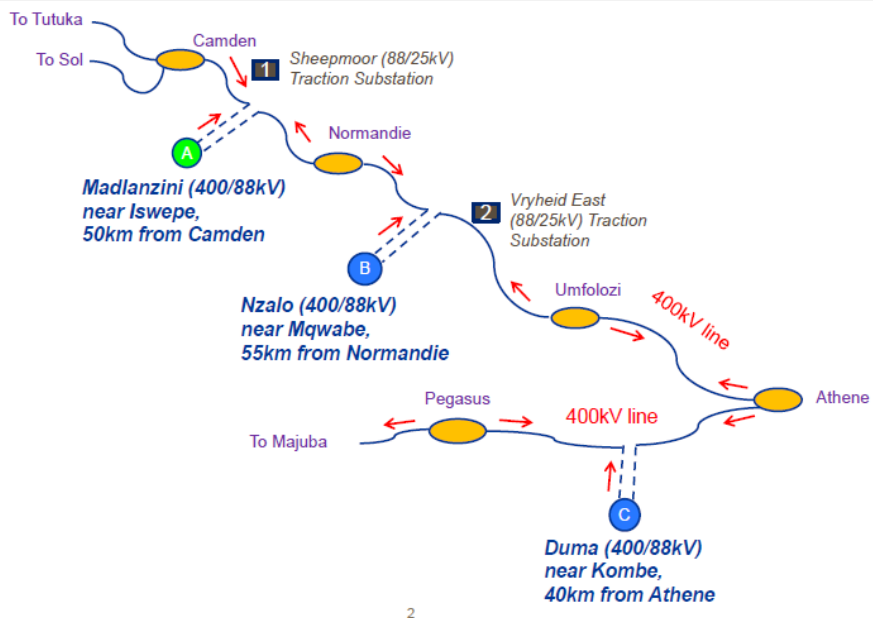 To Tutuka
Camden
To Sol
1
Sheepmoor (88/25kV)
Traction Substation
A
Normandie
Madlanzini (400/88kV)
near Iswepe,
50km from Camden
2
Vryheid East
(88/25kV) Traction
Substation
B
Nzalo (400/88kV)
near Mqwabe,
55km from Normandie
Umfolozi
400kV line
Athene
Pegasus
400kV line
To Majuba
C
Duma (400/88kV)
near Kombe,
40km from Athene
2